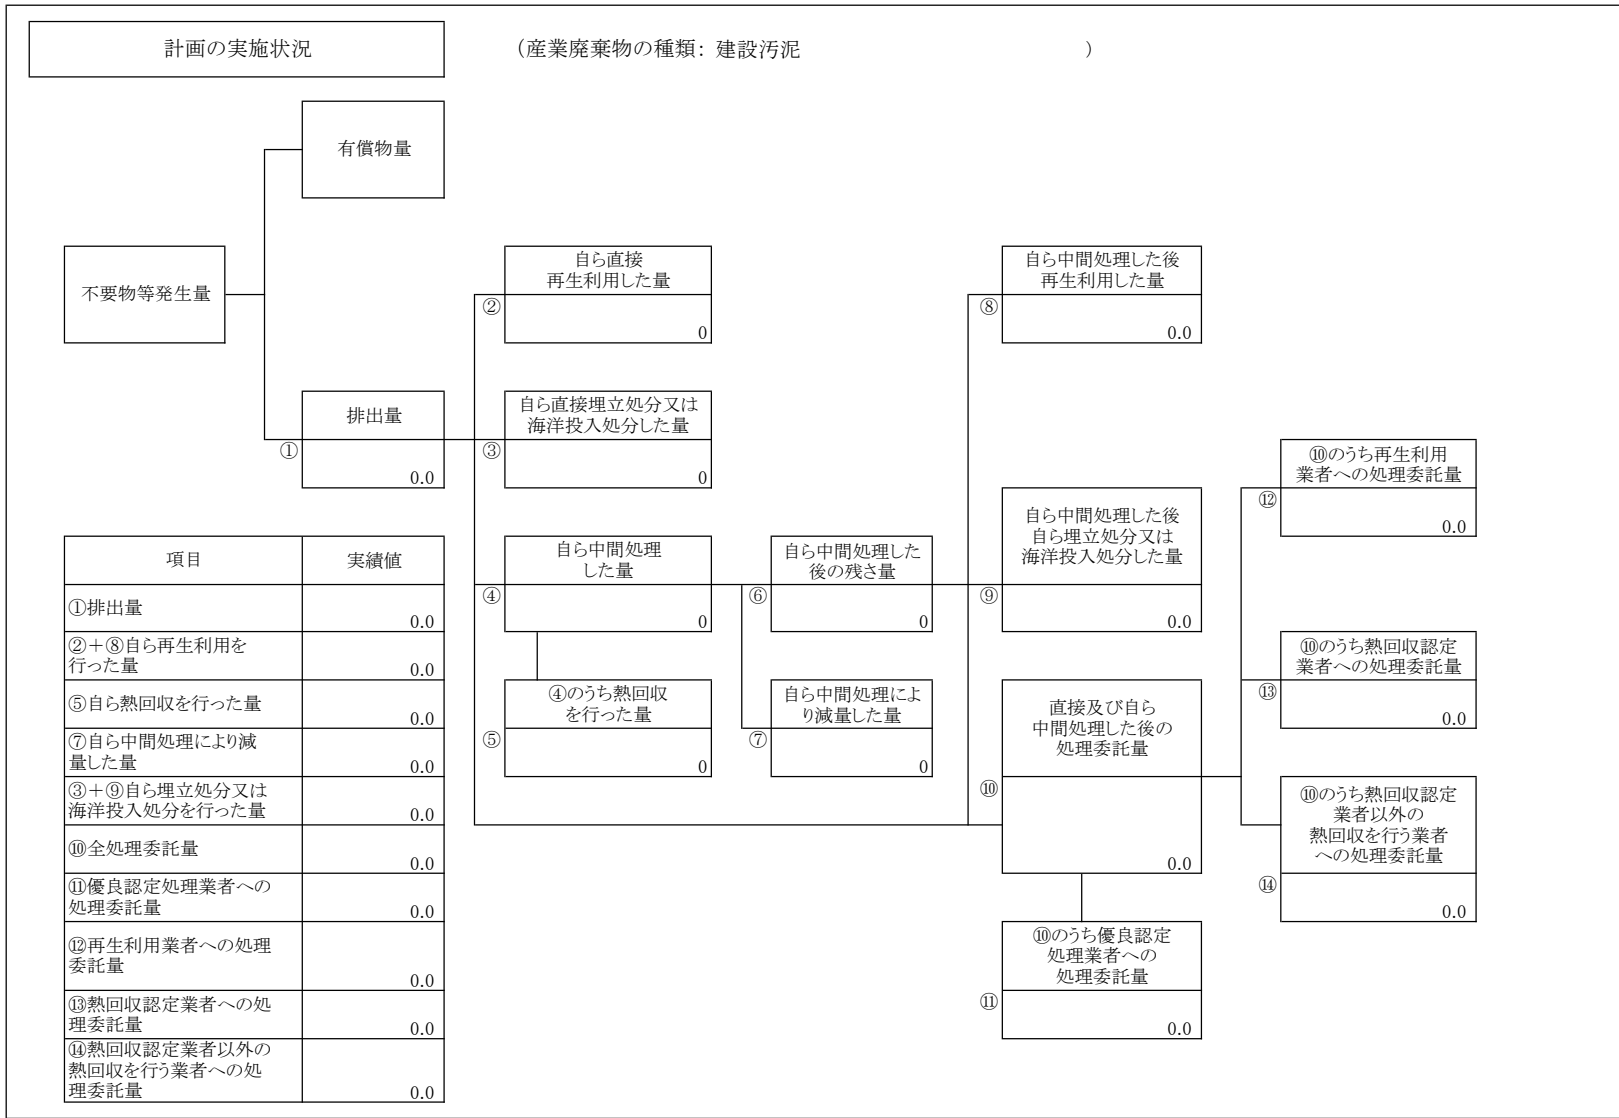 計画の実施状況
（産業廃棄物の種類：建設汚泥　）
有償物量
不要物等発生量
自ら直接
再生利用した量
②
0
自ら中間処理した後
再生利用した量
⑧
0.0
排出量
①
0.0
自ら直接埋立処分又は
海洋投入処分した量
③
0
⑩のうち再生利用
業者への処理委託量
⑫
0.0
自ら中間処理
した量
④
0
自ら中間処理した
後の残さ量
⑥
0
自ら中間処理した後
自ら埋立処分又は
海洋投入処分した量
⑨
0.0
⑩のうち熱回収認定
業者への処理委託量
⑬
0.0
④のうち熱回収
を行った量
⑤
0
自ら中間処理によ
り減量した量
⑦
0
直接及び自ら
中間処理した後の
処理委託量
⑩
0.0
⑩のうち熱回収認定
業者以外の
熱回収を行う業者
への処理委託量
⑭
0.0
⑩のうち優良認定
処理業者への
処理委託量
⑪
0.0
項目 実績値
①排出量
0.0
②＋⑧自ら再生利用を
行った量
0.0
⑤自ら熱回収を行った量
0.0
⑦自ら中間処理により減
量した量
0.0
③＋⑨自ら埋立処分又は
海洋投入処分を行った量
0.0
⑩全処理委託量
0.0
⑪優良認定処理業者への
処理委託量
0.0
⑫再生利用業者への処理
委託量
0.0
⑬熱回収認定業者への処
理委託量
0.0
⑭熱回収認定業者以外の
熱回収を行う業者への処
理委託量
0.0